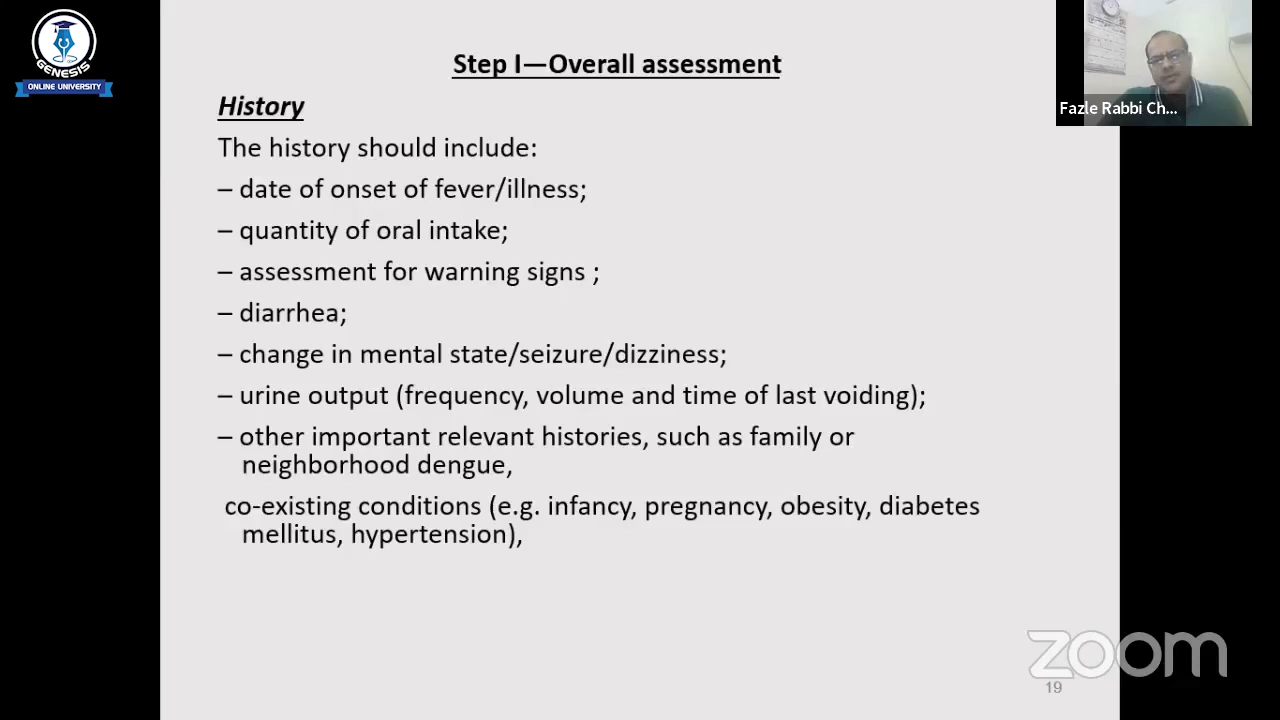 GENESIS
ONLINE UNIVERSITY
Step I—Overall assessment
History
The history should include:
– date of onset of fever/illness;
– quantity of oral intake;
– assessment for warning signs ;
– diarrhea;
– change in mental state/seizure/dizziness;
– urine output (frequency, volume and time of last voiding);
– other important relevant histories, such as family or
neighborhood dengue,
co-existing conditions (e.g. infancy, pregnancy, obesity, diabetes
mellitus, hypertension),
Fazle Rabbi Ch...
zoom
19